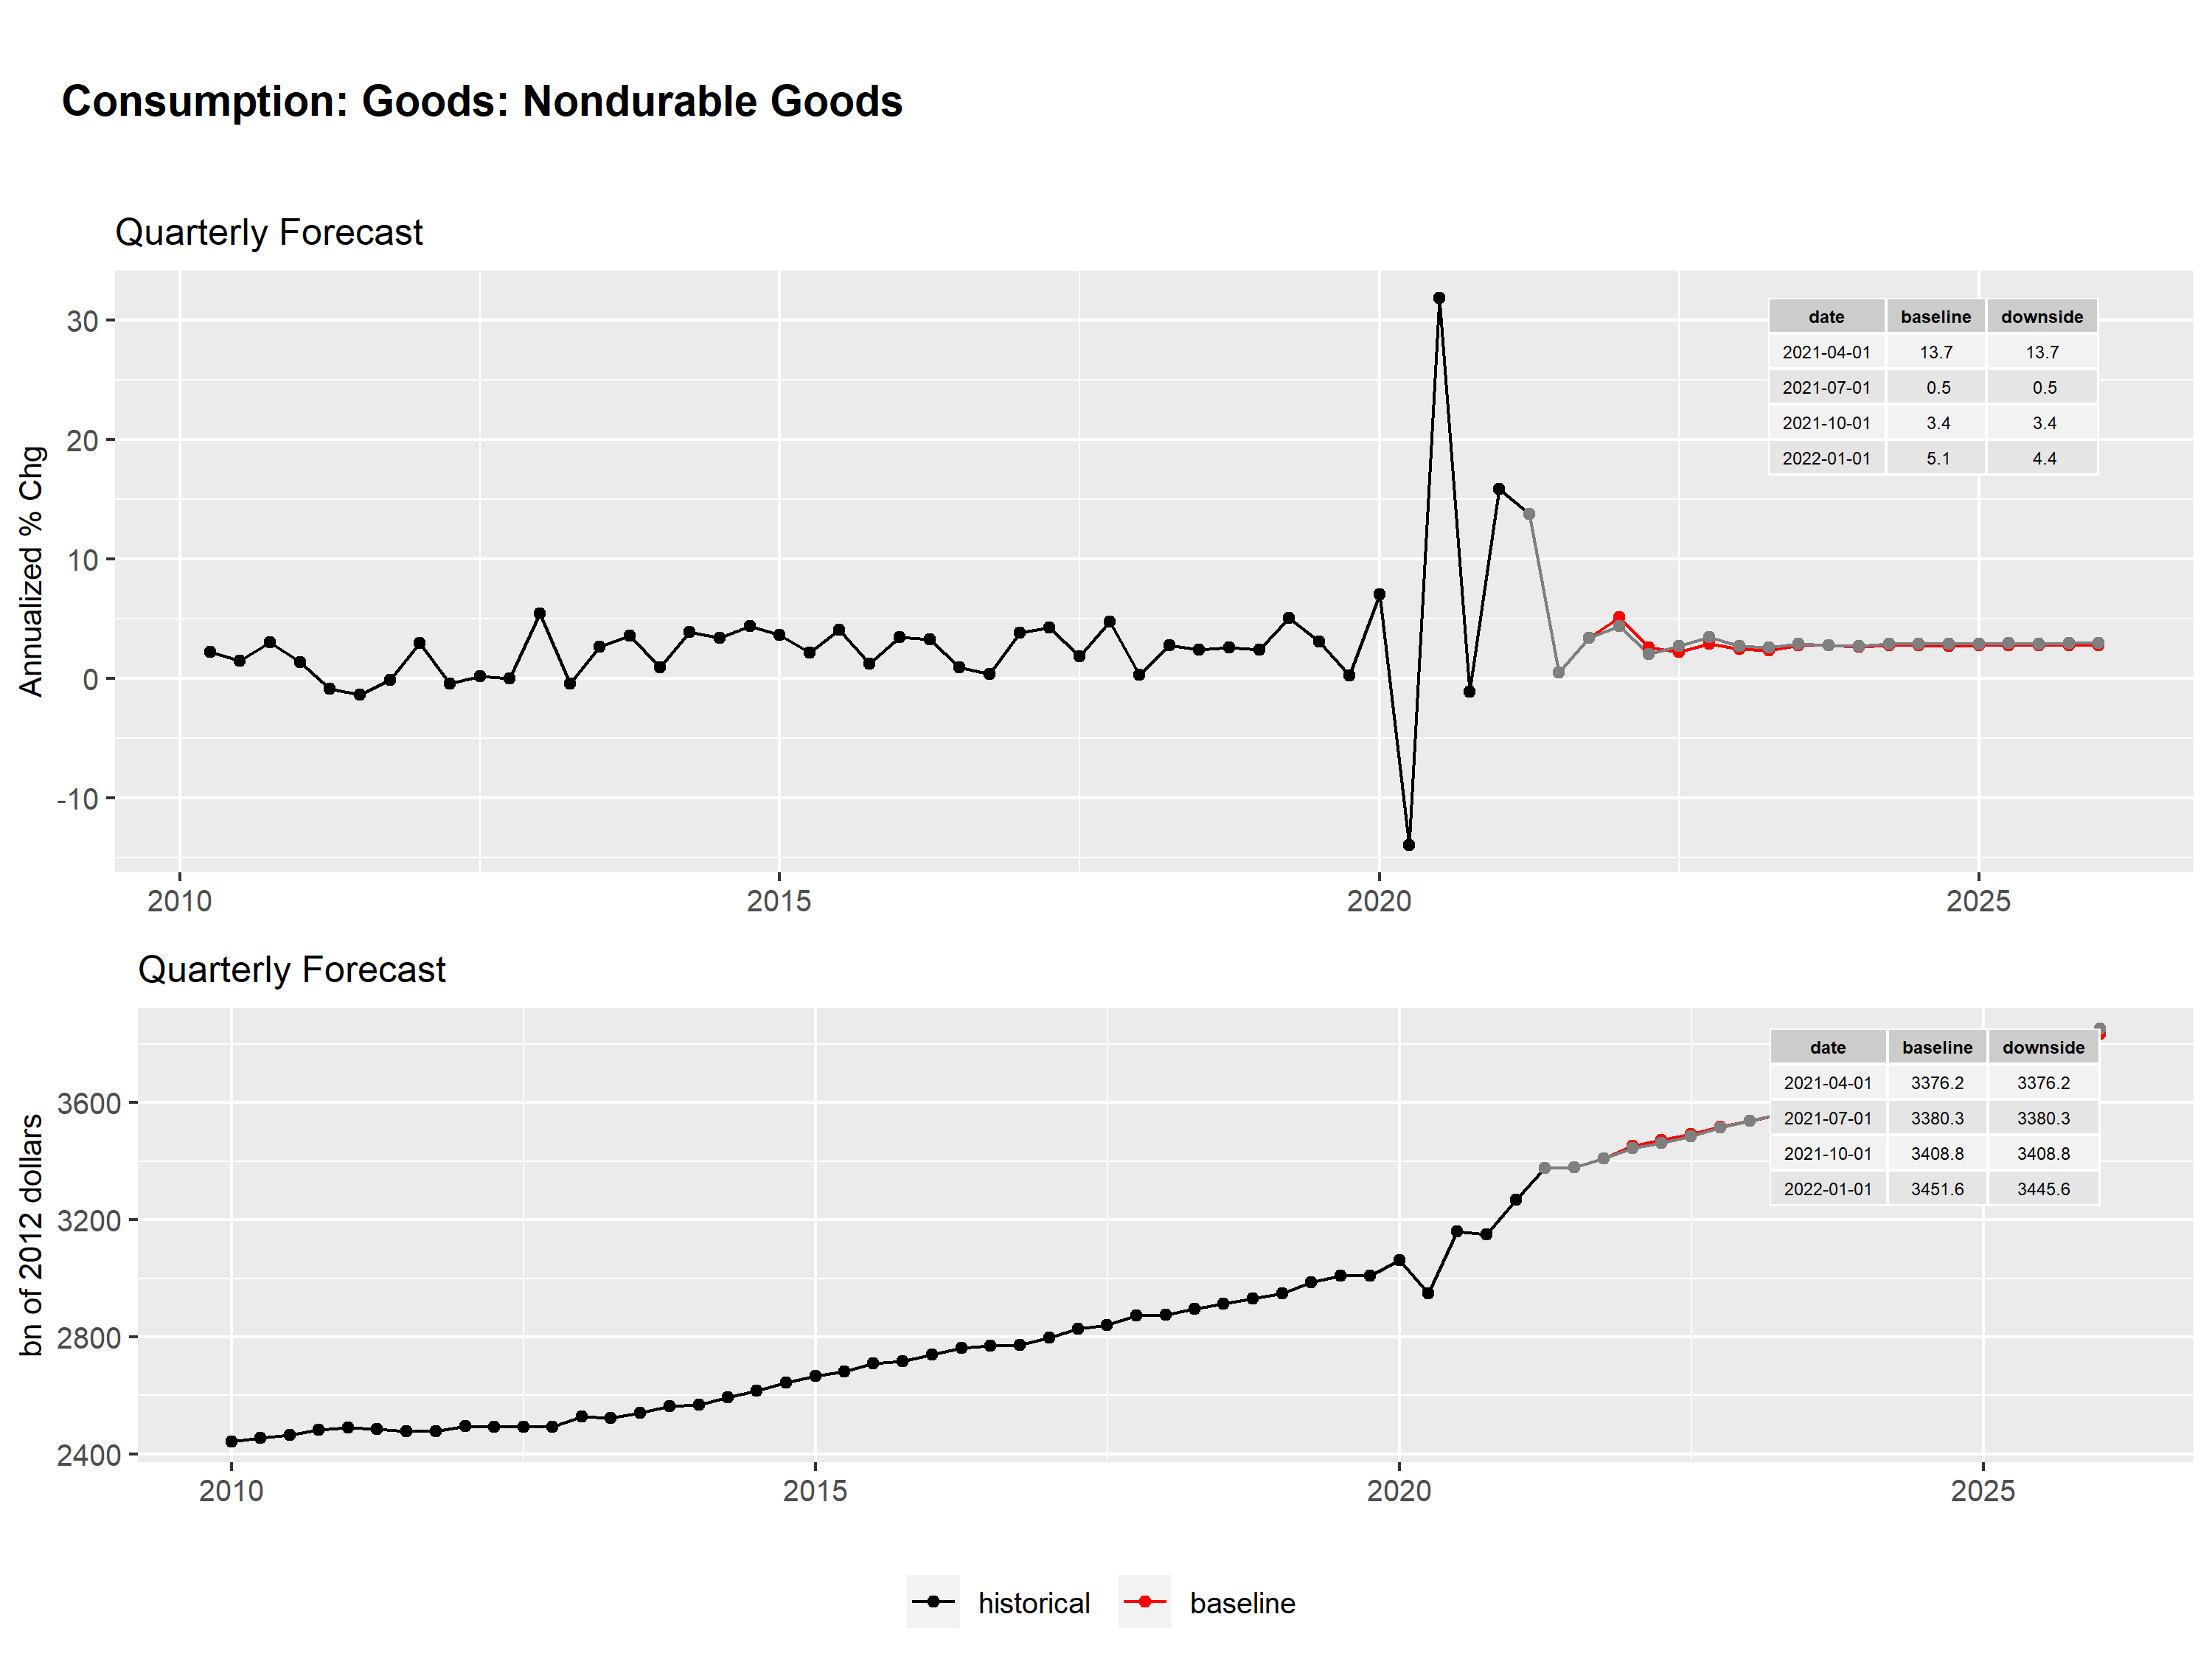 Consumption: Goods: Nondurable Goods
Quarterly Forecast
Annualized % Chg
30
20
10
0
-10
date baseline downside
2021-04-01 13.7 13.7
2021-07-01 0.5 0.5
2021-10-01 3.4 3.4
2022-01-01 5.1 4.4
2010 2015 2020 2025
Quarterly Forecast
bn of 2012 dollars
3600
3200
2800
2400
date baseline downside
2021-04-01 3376.2 3376.2
2021-07-01 3380.3 3380.3
2021-10-01 3408.8 3408.8
2022-01-01 3451.6 3445.6
2010 2015 2020 2025
historical baseline